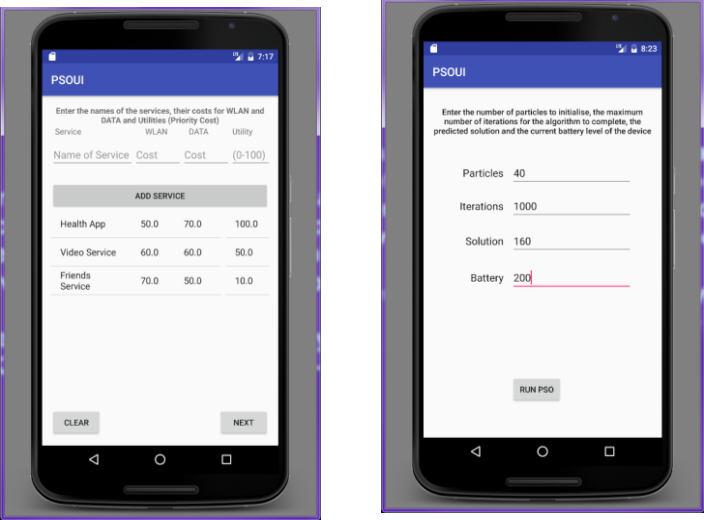 7:17
PSOUI
Enter the names of the services, their costs for WLAN and
DATA and Utilities (Priority Cost)
Service WLAN DATA Utility
Name of Service Cost Cost (0-100)
ADD SERVICE
Health App 50.0 70.0 100.0
Video Service 60.0 60.0 50.0
Friends
Service 70.0 50.0 10.0
CLEAR NEXT
8:23
PSOUI
Enter the number of particles to initialise, the maximum
number of iterations for the algorithm to complete, the
predicted solution and the current battery level of the device
Particles 40
Iterations 1000
Solution 160
Battery 200
RUN PSO